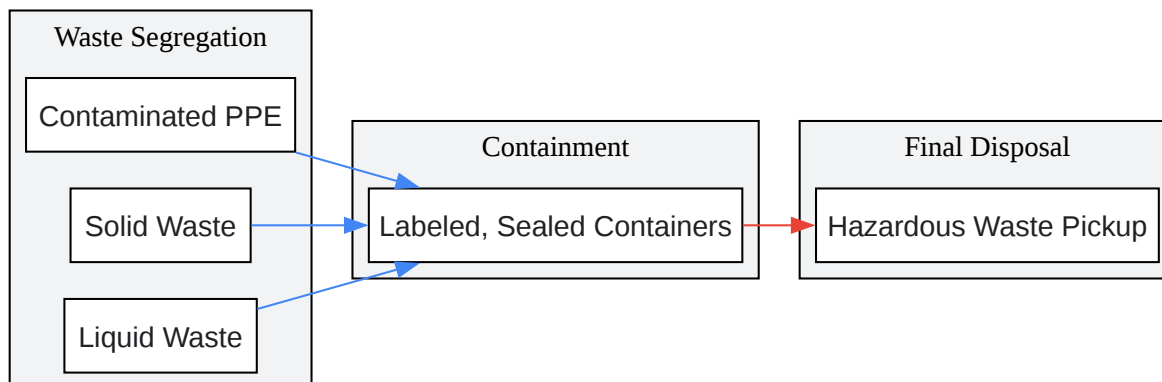 Waste Segregation
Contaminated PPE
Solid Waste
Liquid Waste
Containment
Labeled, Sealed Containers
Final Disposal
Hazardous Waste Pickup